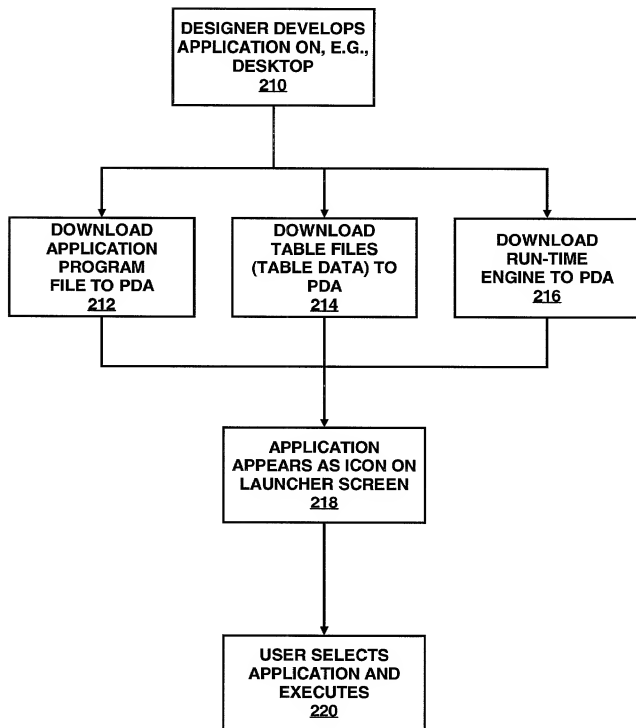 DESIGNER DEVELOPS
APPLICATION ON, E.G.,
DESKTOP
210
DOWNLOAD
APPLICATION
PROGRAM
FILE TO PDA
212
DOWNLOAD
TABLE FILES
(TABLE DATA) TO
PDA
214
DOWNLOAD
RUN-TIME
ENGINE TO PDA
216
APPLICATION
APPEARS AS ICON ON
LAUNCHER SCREEN
218
USER SELECTS
APPLICATION AND
EXECUTES
220